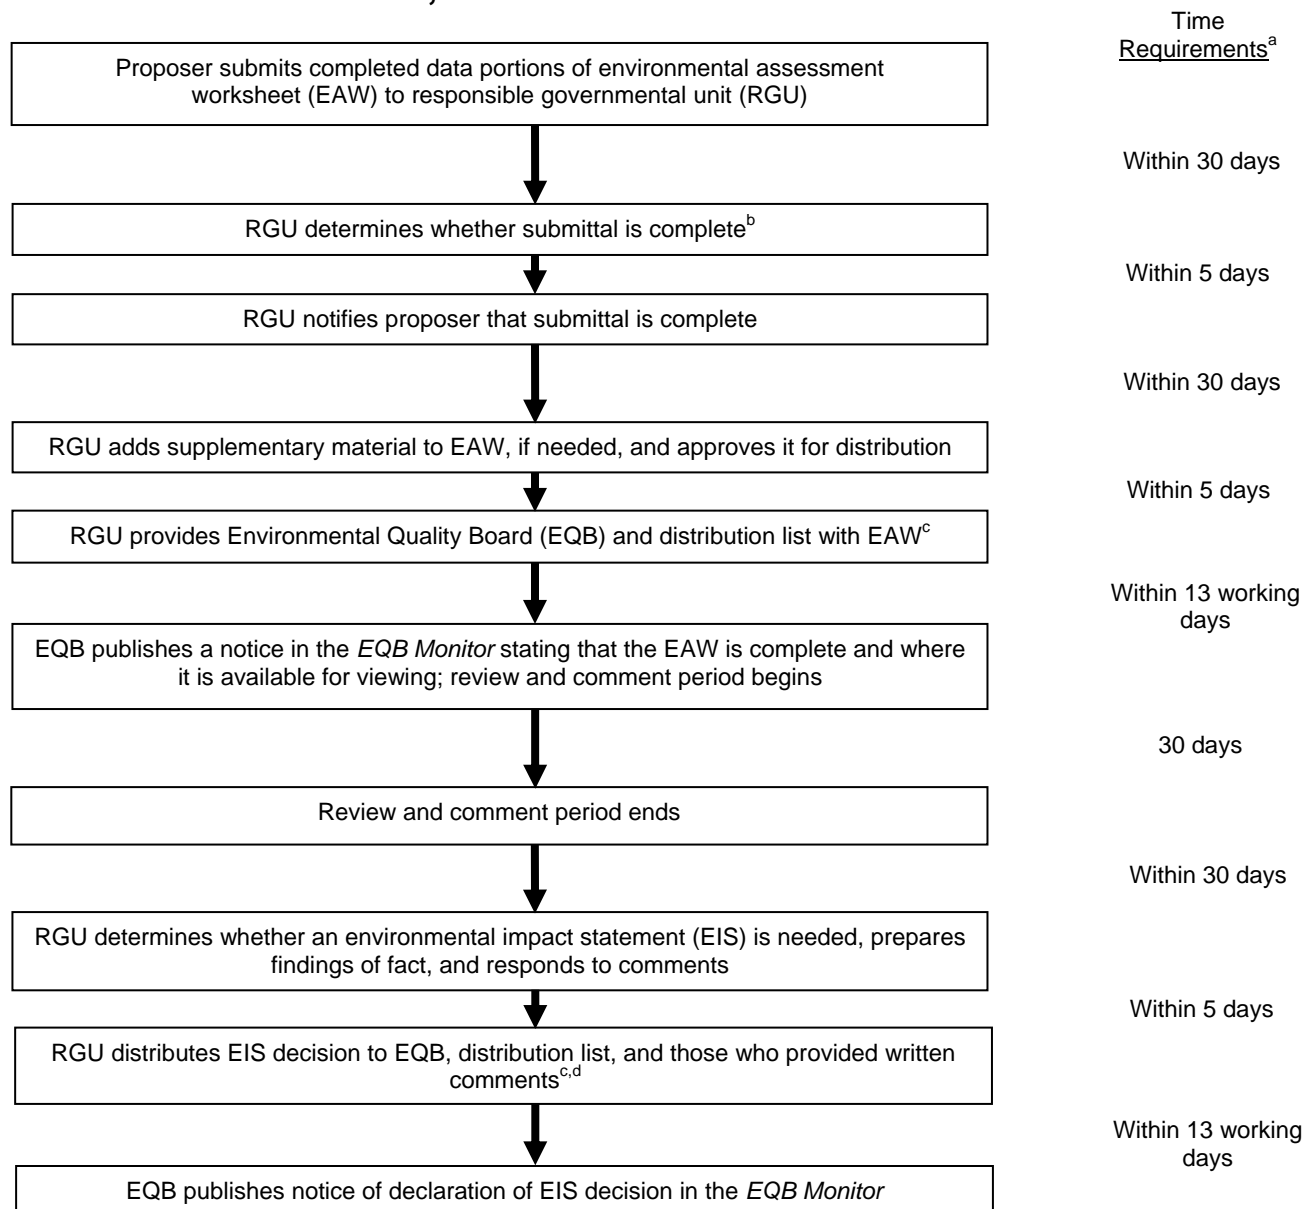 Time
Requirementsa
Proposer submits completed data portions of environmental assessment
worksheet (EAW) to responsible governmental unit (RGU)
Within 30 days
RGU determines whether submittal is completeb
Within 5 days
RGU notifies proposer that submittal is complete
Within 30 days
RGU adds supplementary material to EAW, if needed, and approves it for distribution
Within 5 days
RGU provides Environmental Quality Board (EQB) and distribution list with EAWc
Within 13 working
days
EQB publishes a notice in the EQB Monitor stating that the EAW is complete and where
it is available for viewing; review and comment period begins
30 days
Review and comment period ends
Within 30 days
RGU determines whether an environmental impact statement (EIS) is needed, prepares
findings of fact, and responds to comments
Within 5 days
RGU distributes EIS decision to EQB, distribution list, and those who provided written
commentsc,d
Within 13 working
days
EQB publishes notice of declaration of EIS decision in the EQB Monitor